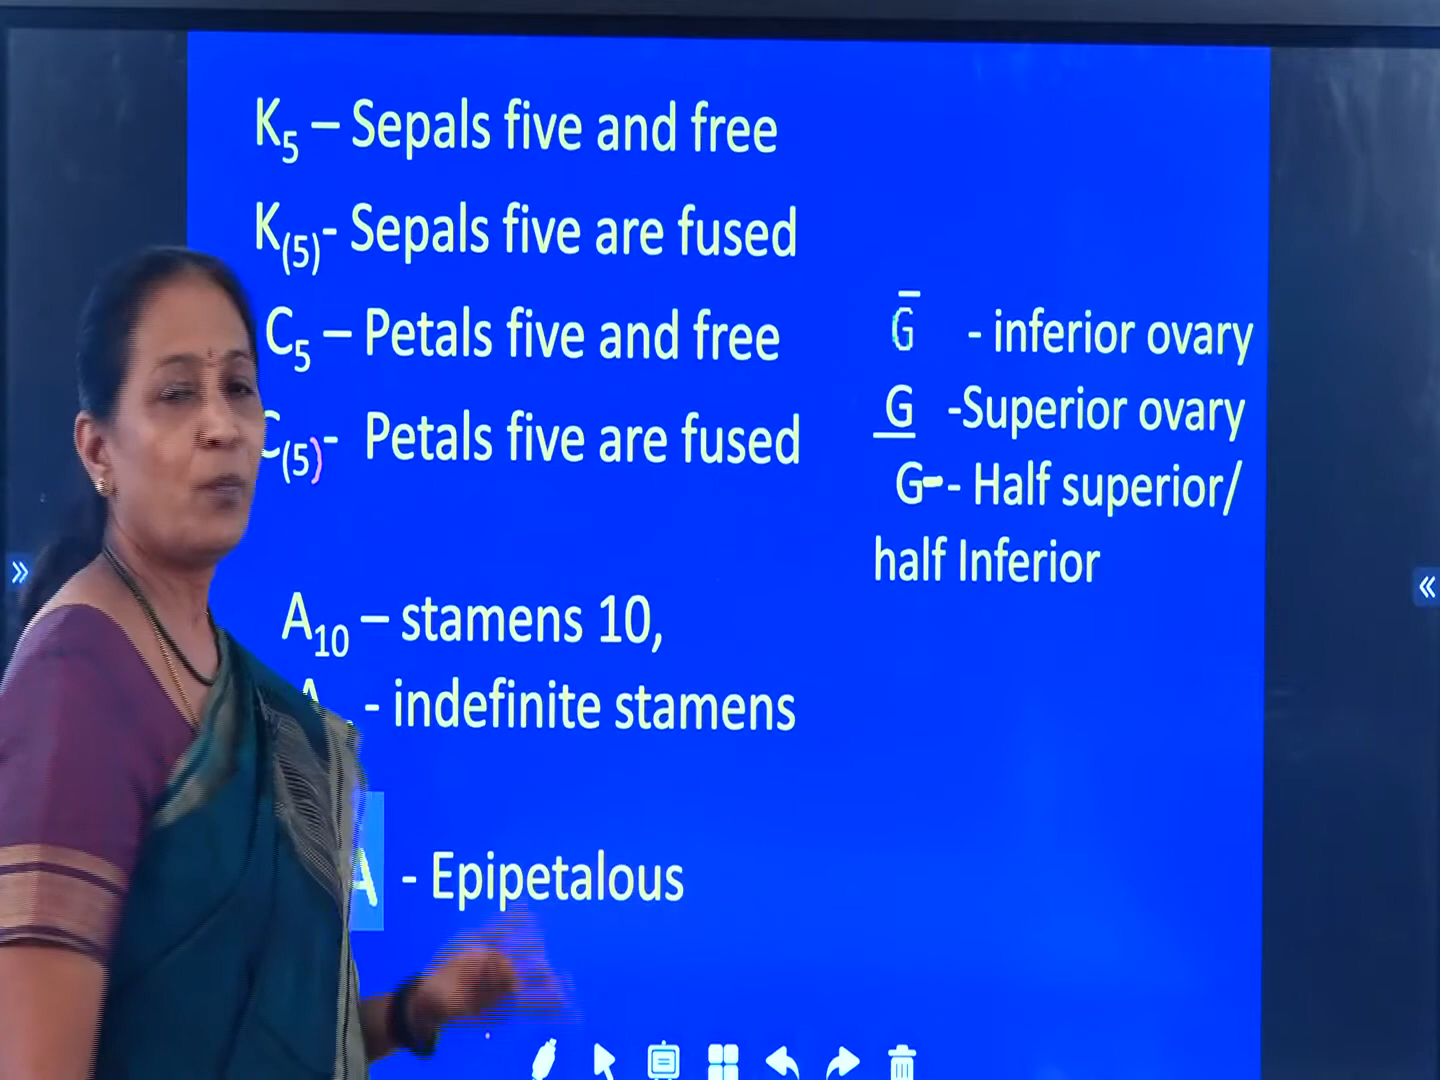 K₅ – Sepals five and free
K₍₅₎- Sepals five are fused
C₅ – Petals five and free
C₍₅₎- Petals five are fused
A₁₀ – stamens 10,
A - indefinite stamens
A - Epipetalous
G̅ - inferior ovary
G̲ -Superior ovary
G-- Half superior/
half Inferior